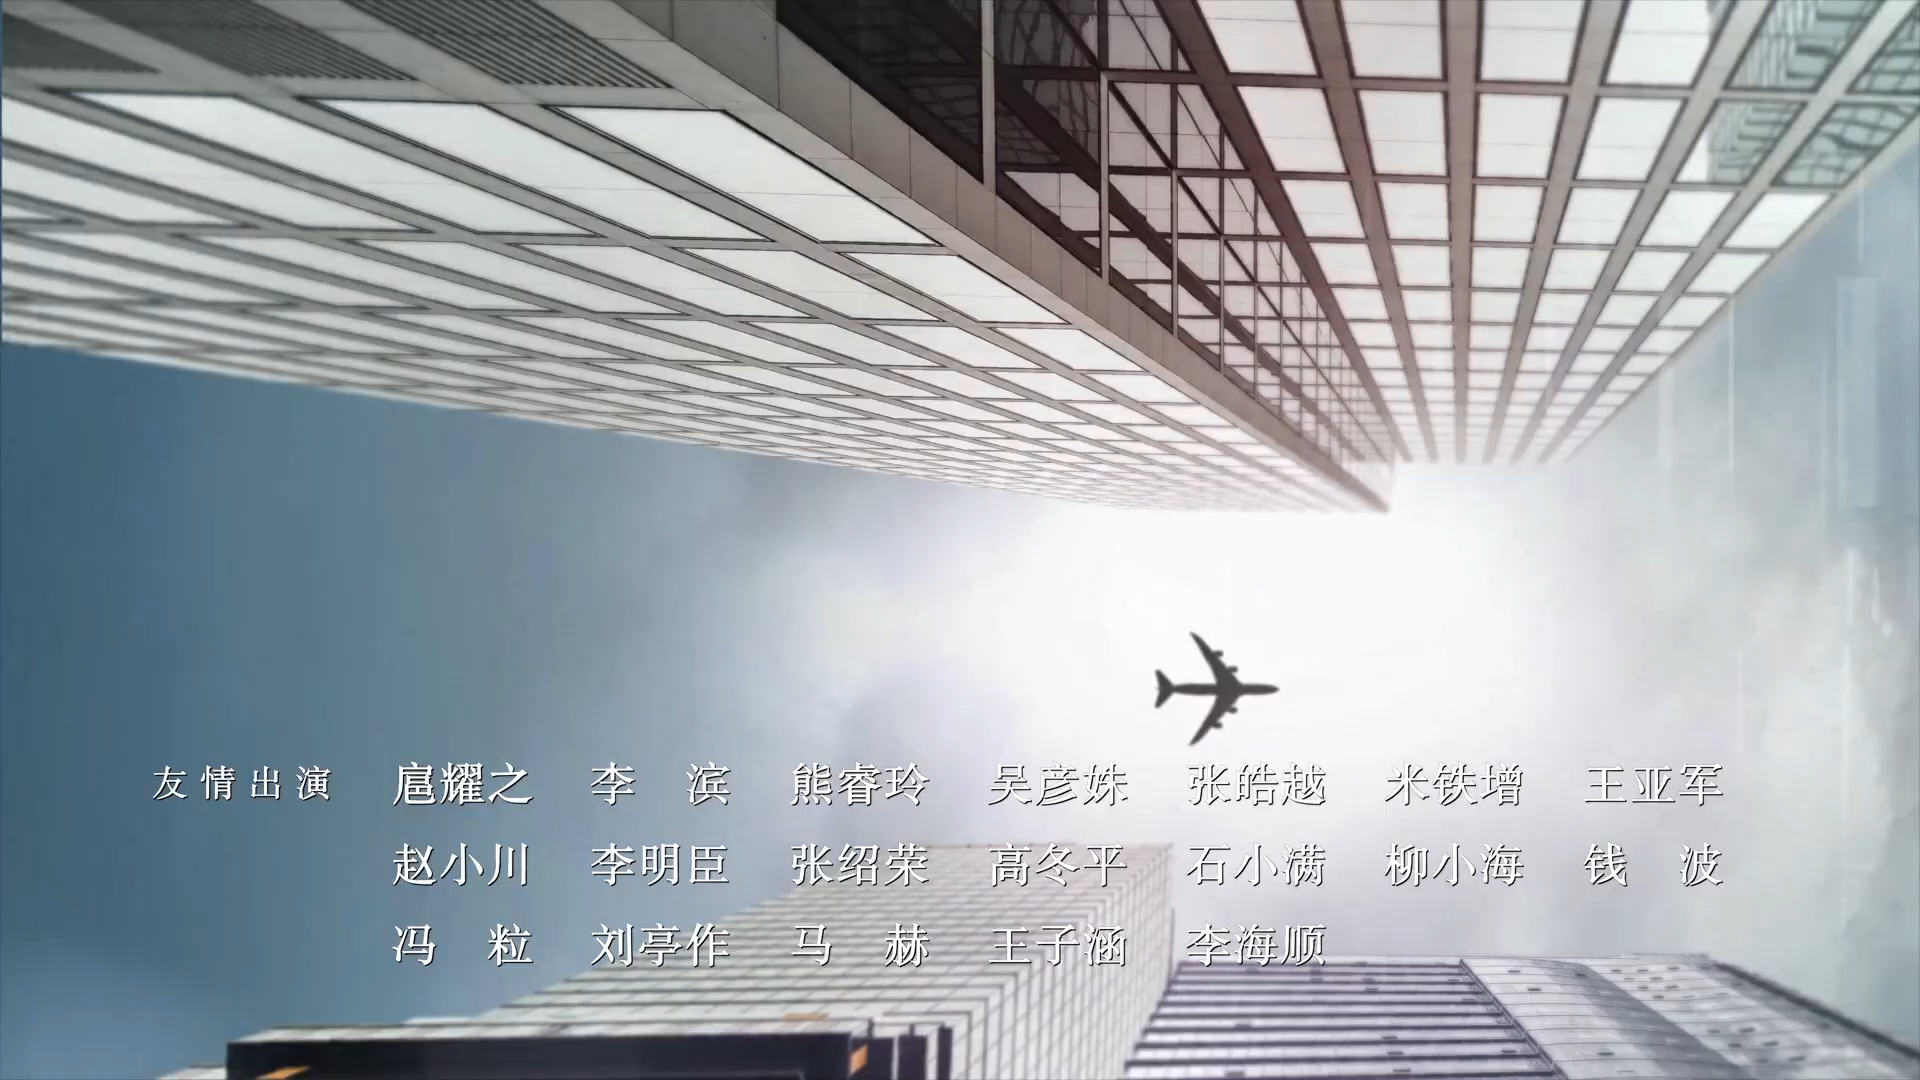 友情出演 扈耀之 李 滨 熊睿玲 吴彦姝 张皓越 米铁增 王亚军
赵小川 李明臣 张绍荣 高冬平 石小满 柳小海 钱 波
冯 粒 刘亭作 马 赫 王子涵 李海顺